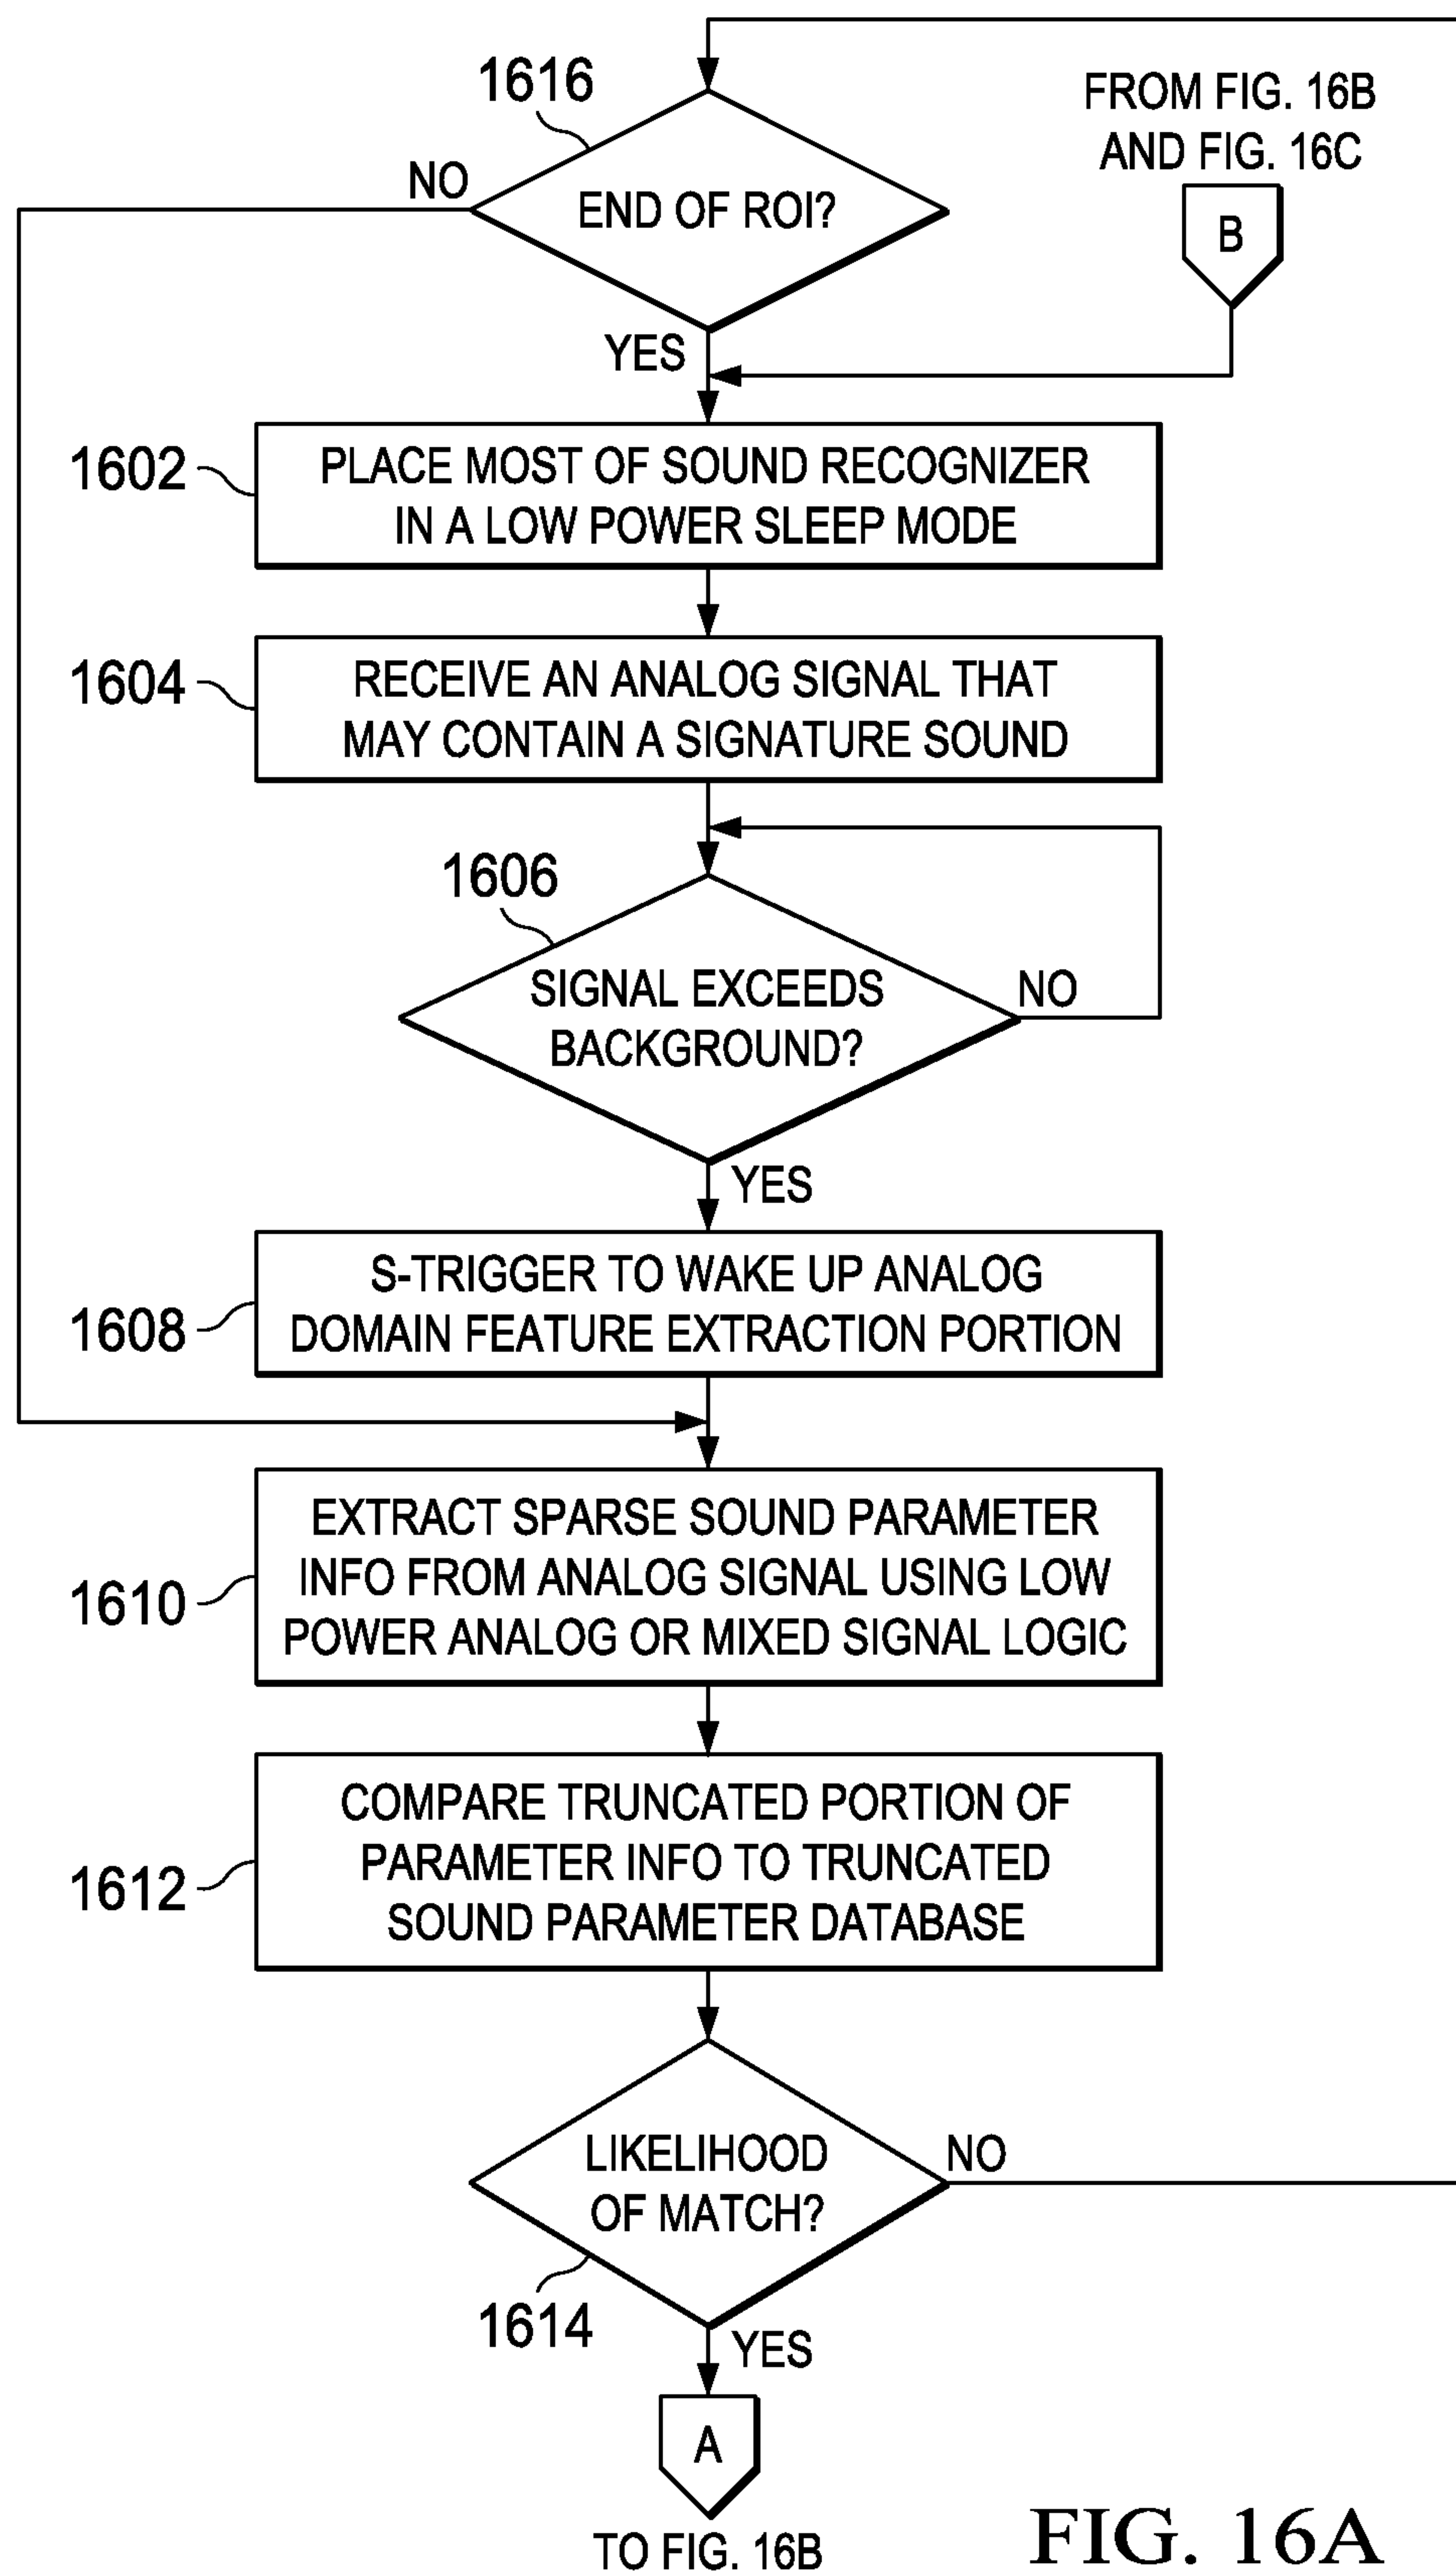 1616
FROM FIG. 16B
AND FIG. 16C
NO
END OF ROI?
B
YES
1602
PLACE MOST OF SOUND RECOGNIZER
IN A LOW POWER SLEEP MODE
1604
RECEIVE AN ANALOG SIGNAL THAT
MAY CONTAIN A SIGNATURE SOUND
1606
SIGNAL EXCEEDS
BACKGROUND?
NO
YES
1608
S-TRIGGER TO WAKE UP ANALOG
DOMAIN FEATURE EXTRACTION PORTION
1610
EXTRACT SPARSE SOUND PARAMETER
INFO FROM ANALOG SIGNAL USING LOW
POWER ANALOG OR MIXED SIGNAL LOGIC
1612
COMPARE TRUNCATED PORTION OF
PARAMETER INFO TO TRUNCATED
SOUND PARAMETER DATABASE
LIKELIHOOD
OF MATCH?
NO
1614
YES
A
TO FIG. 16B
FIG. 16A